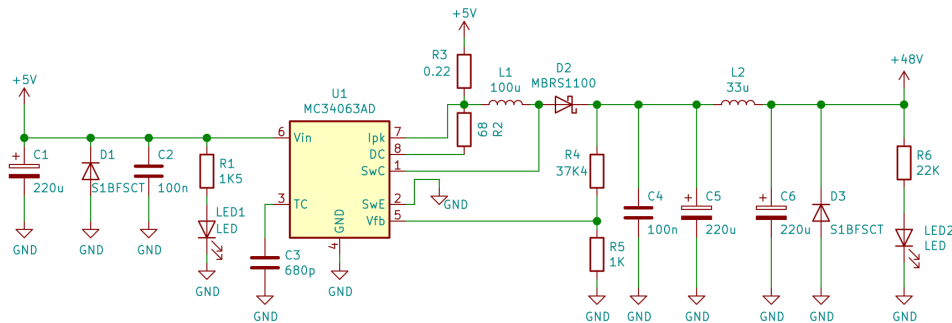 +5V
C1
220u
GND
D1
S1BFSCT
GND
C2
100n
GND
R1
1K5
LED1
LED
GND
U1
MC34063AD
6
Vin
3
TC
7
Ipk
8
DC
1
SwC
2
SwE
5
Vfb
4
GND
GND
C3
680p
GND
+5V
R3
0.22
68
R2
GND
L1
100u
D2
MBRS1100
R4
37K4
R5
1K
GND
C4
100n
GND
C5
220u
GND
L2
33u
C6
220u
GND
D3
S1BFSCT
GND
+48V
R6
22K
LED2
LED
GND